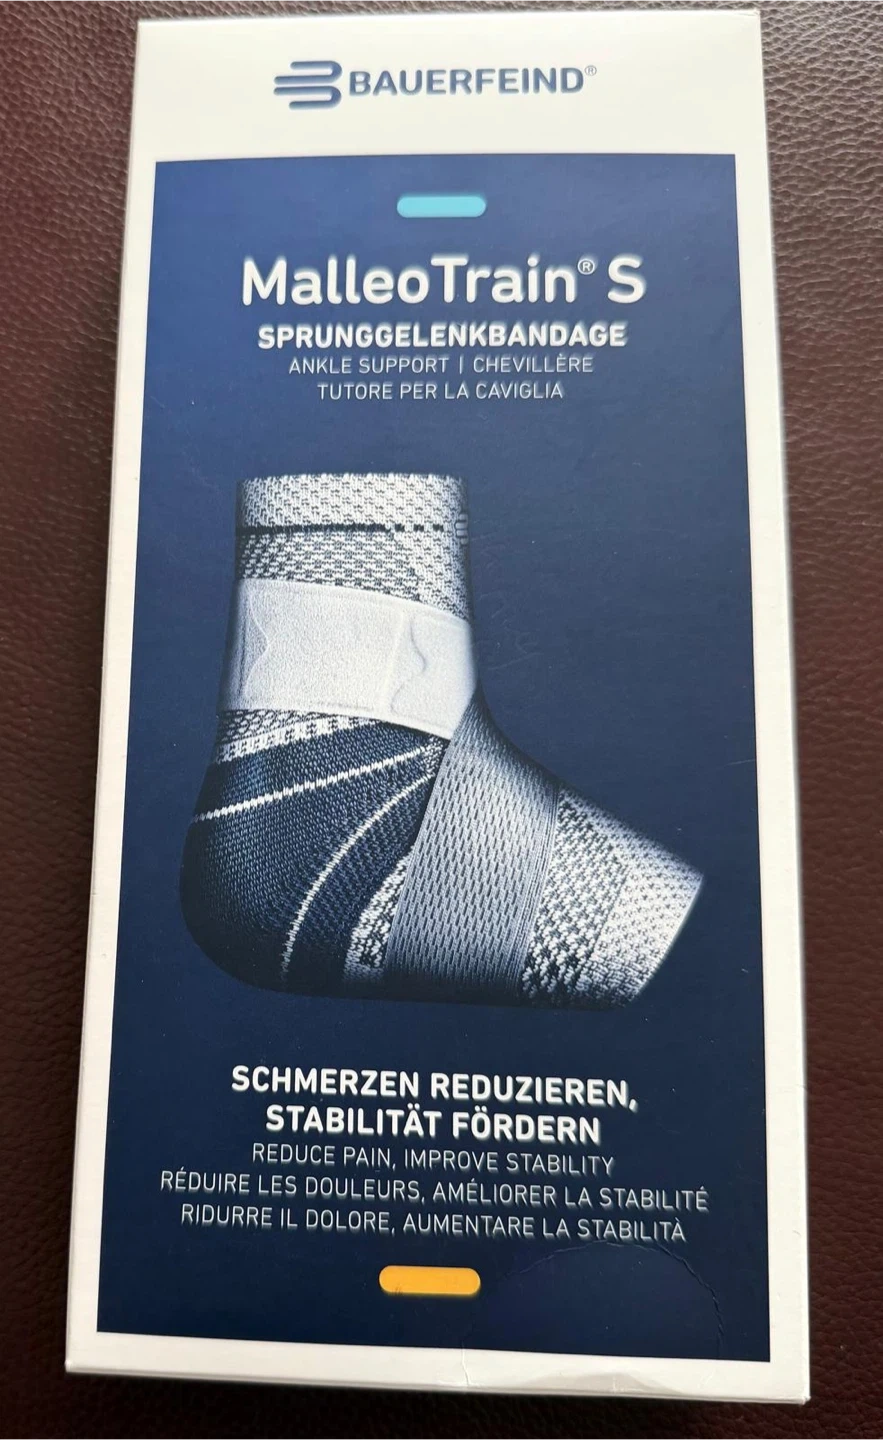 BAUERFEIND®
MalleoTrain® S
SPRUNGGELENKBANDAGE
ANKLE SUPPORT | CHEVILLÈRE
TUTORE PER LA CAVIGLIA
SCHMERZEN REDUZIEREN,
STABILITÄT FÖRDERN
REDUCE PAIN, IMPROVE STABILITY
RÉDUIRE LES DOULEURS, AMÉLIORER LA STABILITÉ
RIDURRE IL DOLORE, AUMENTARE LA STABILITÀ